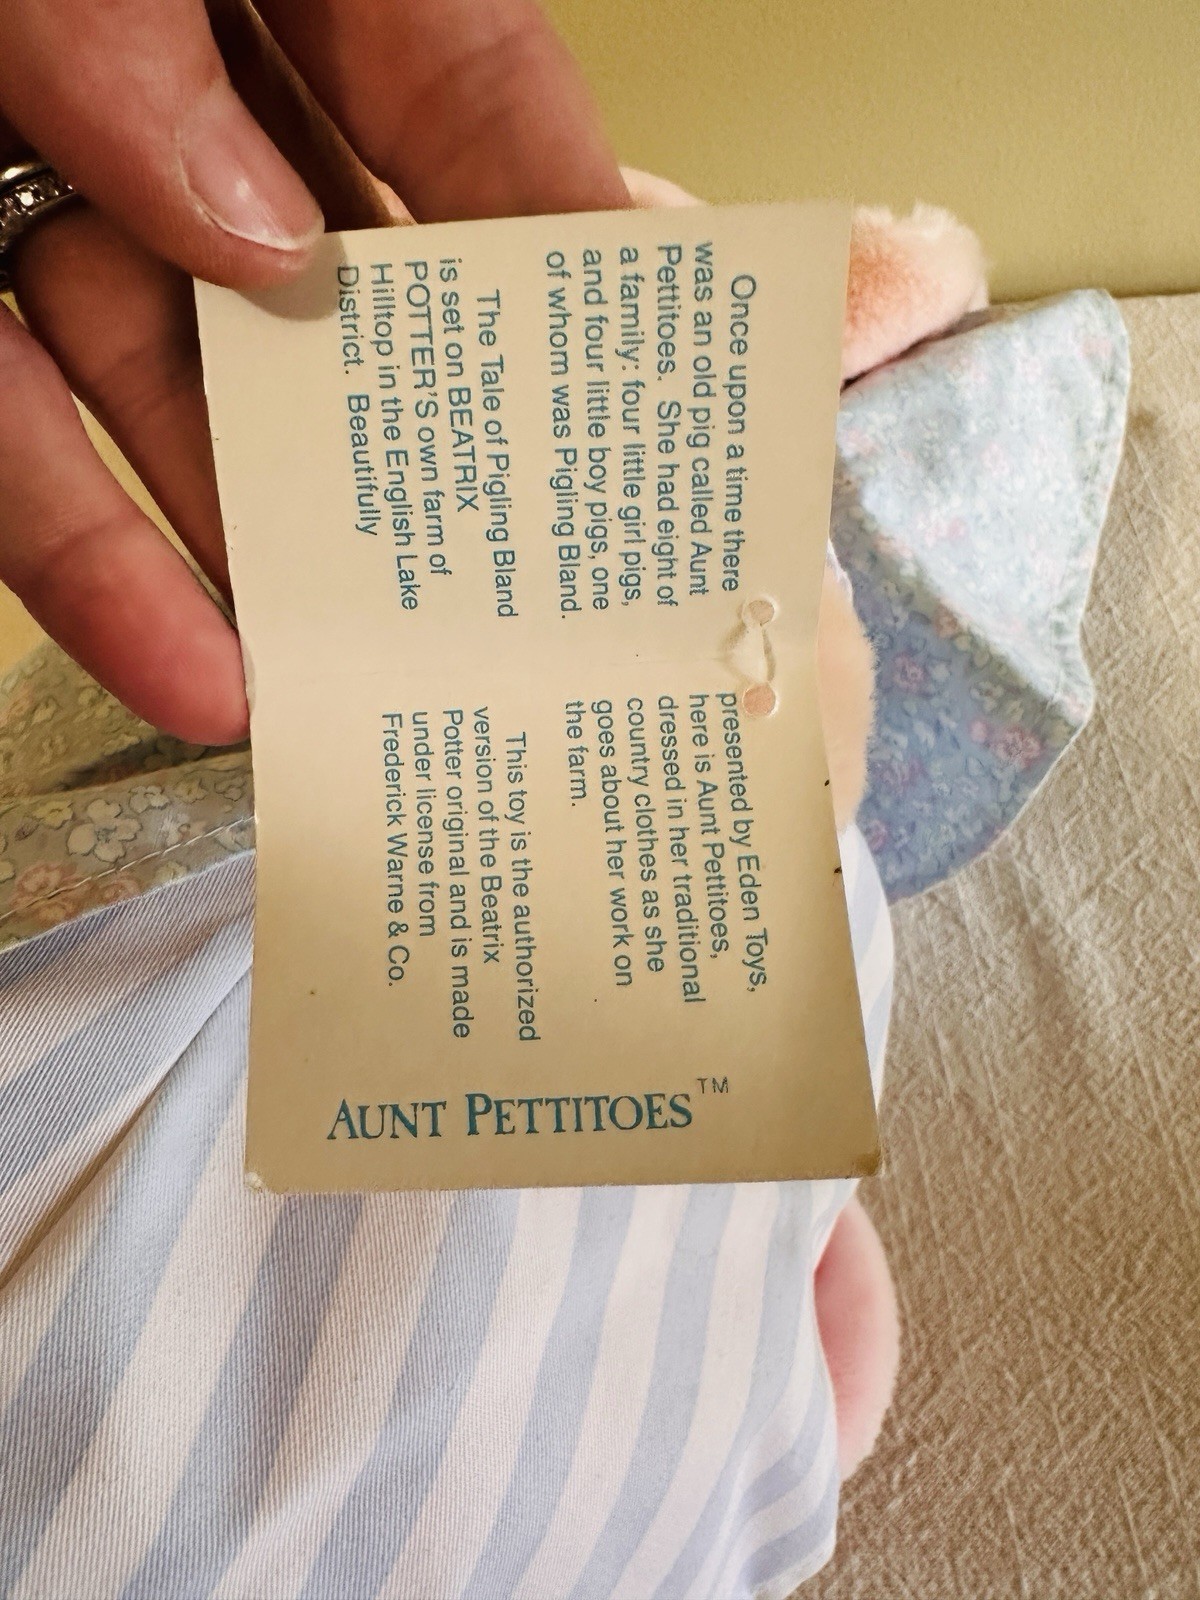 Once upon a time there
was an old pig called Aunt
Pettitoes. She had eight of
a family: four little girl pigs,
and four little boy pigs, one
of whom was Pigling Bland.
The Tale of Pigling Bland
is set on BEATRIX
POTTER'S own farm of
Hilltop in the English Lake
District. Beautifully
presented by Eden Toys,
here is Aunt Pettitoes,
dressed in her traditional
country clothes as she
goes about her work on
the farm.
This toy is the authorized
version of the Beatrix
Potter original and is made
under license from
Frederick Warne & Co.
AUNT PETTITOES™